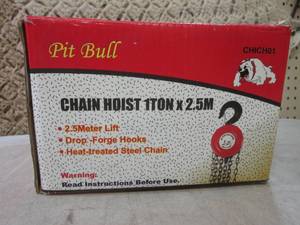 Pit Bull
CHICH01
CHAIN HOIST 1TON x 2.5M
• 2.5Meter Lift
• Drop -Forge Hooks
• Heat-treated Steel Chain
Warning:
Read Instructions Before Use.